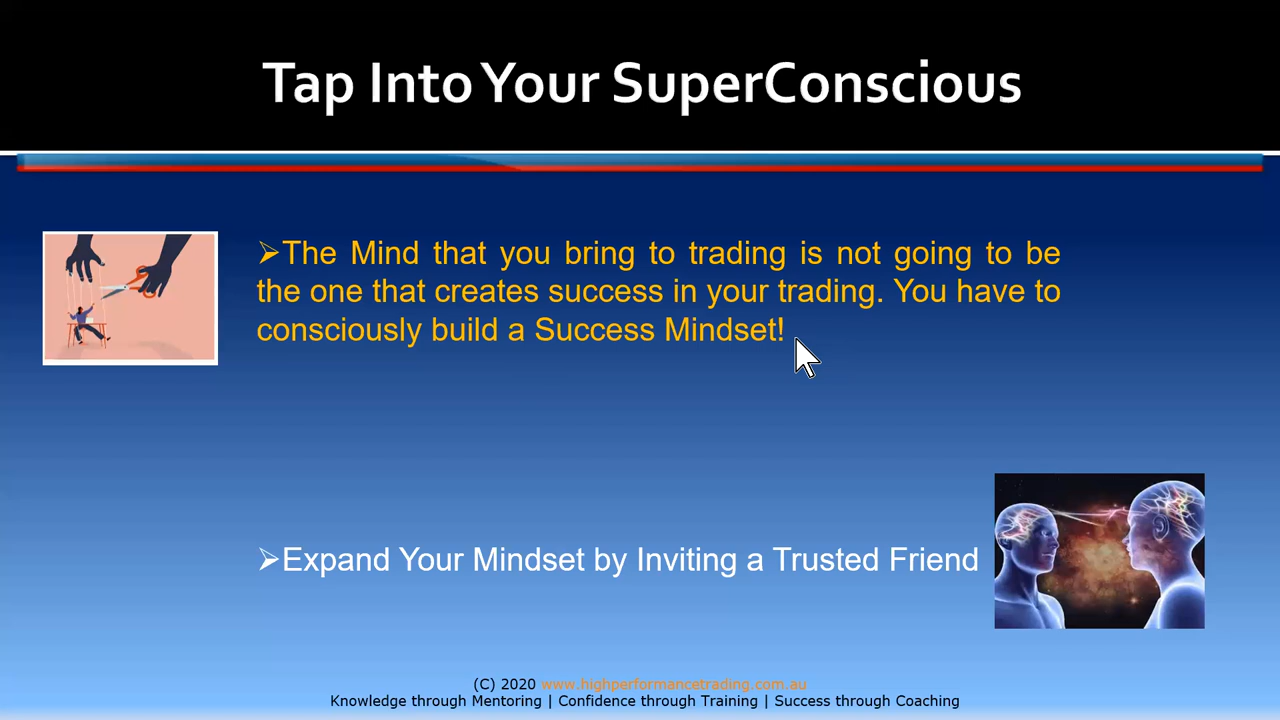 Tap Into Your SuperConscious
➢The Mind that you bring to trading is not going to be
the one that creates success in your trading. You have to
consciously build a Success Mindset!
➢Expand Your Mindset by Inviting a Trusted Friend
(C) 2020 www.highperformancetrading.com.au
Knowledge through Mentoring | Confidence through Training | Success through Coaching